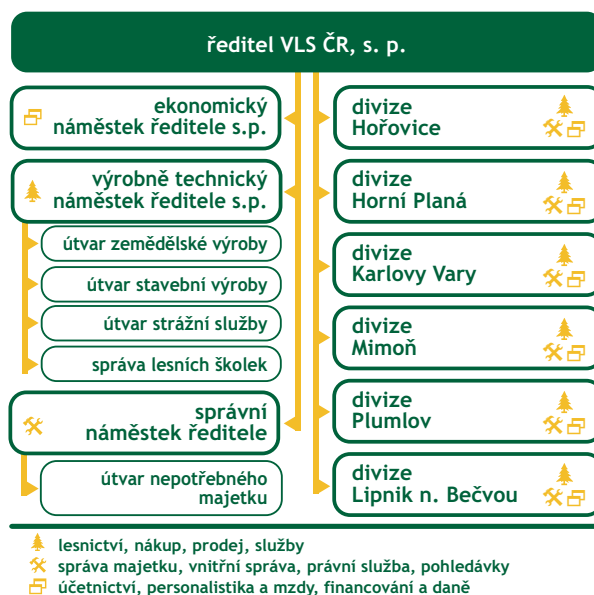 ředitel VLS ČR, s. p.
ekonomický
náměstek ředitele s.p.
výrobně technický
náměstek ředitele s.p.
útvar zemědělské výroby
útvar stavební výroby
útvar strážní služby
správa lesních školek
správní
náměstek ředitele
útvar nepotřebného
majetku
divize
Hořovice
divize
Horní Planá
divize
Karlovy Vary
divize
Mimoň
divize
Plumlov
divize
Lipnik n. Bečvou
lesnictví, nákup, prodej, služby
správa majetku, vnitřní správa, právní služba, pohledávky
účetnictví, personalistika a mzdy, financování a daně